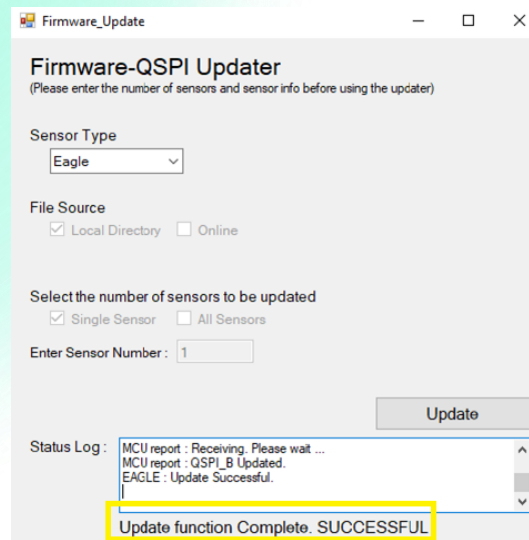 Firmware_Update
Firmware-QSPI Updater
(Please enter the number of sensors and sensor info before using the updater)
Sensor Type
Eagle
File Source
Local Directory Online
Select the number of sensors to be updated
Single Sensor All Sensors
Enter Sensor Number : 1
Update
Status Log :
MCU report : Receiving. Please wait ...
MCU report : QSPI_B Updated.
EAGLE : Update Successful.
Update function Complete. SUCCESSFUL